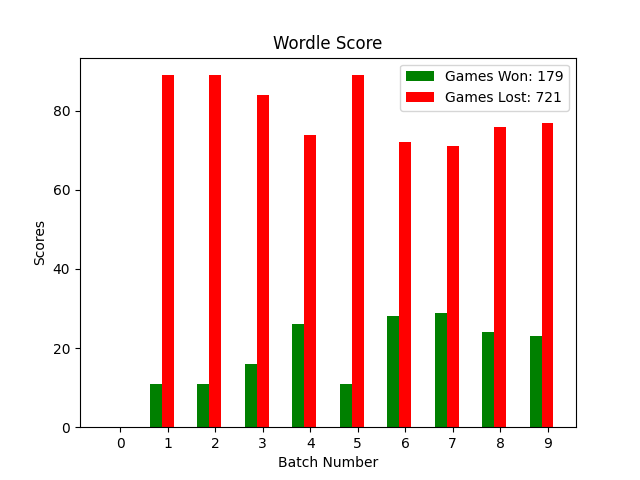 Wordle Score
Games Won: 179
Games Lost: 721
80
60
40
20
0
Scores
0 1 2 3 4 5 6 7 8 9
Batch Number